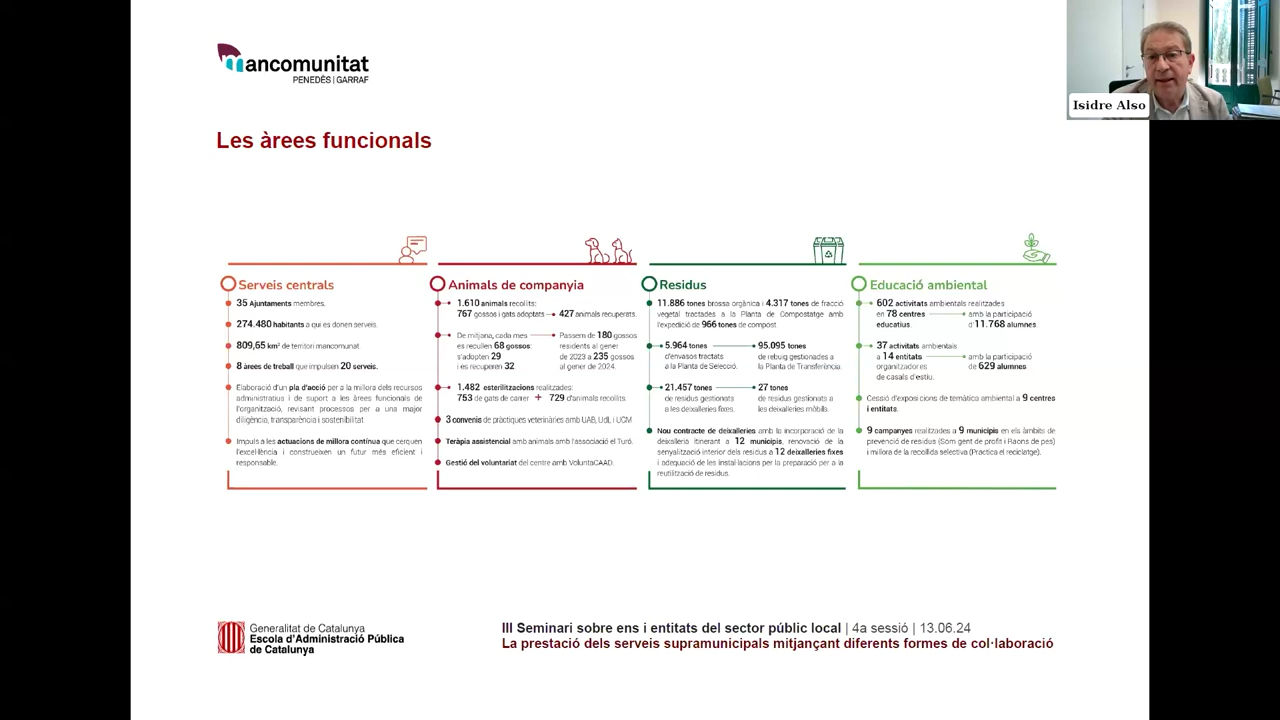 mancomunitat
PENEDÈS | GARRAF
Isidre Also
Les àrees funcionals
Serveis centrals
35 Ajuntaments membres.
274.480 habitants a qui es donen serveis.
809,65 km² de territori mancomunat.
8 àrees de treball que impulsen 20 serveis.
Elaboració d'un pla d'acció per a la millora dels recursos
administratius i de suport a les àrees funcionals de
l'organització, revisant processos per a una major
diligència, transparència i sostenibilitat.
Impuls a les actuacions de millora contínua que cerquen
l'excel·lència i construeixen un futur més eficient i
responsable.
Animals de companyia
1.610 animals recollits:
767 gossos i gats adoptats
427 animals recuperats.
De mitjana, cada mes
es recullen 68 gossos:
s'adopten 29
i es recuperen 32
Passem de 180 gossos
residents al gener
de 2023 a 235 gossos
al gener de 2024.
1.482 esterilitzacions realitzades:
753 de gats de carrer + 729 d'animals recollits.
3 convenis de pràctiques veterinàries amb UAB, UdL i UCM
Teràpia assistencial amb animals amb l'associació el Turó.
Gestió del voluntariat del centre amb VoluntaCAAD.
Residus
11.886 tones brossa orgànica i 4.317 tones de fracció
vegetal tractades a la Planta de Compostatge amb
l'expedició de 966 tones de compost.
5.964 tones
d'envasos tractats
a la Planta de Selecció.
95.095 tones
de rebuig gestionades a
la Planta de Transferència.
21.457 tones
de residus gestionats
a les deixalleries fixes.
27 tones
de residus gestionats a
les deixalleries mòbils.
Nou contracte de deixalleries amb la incorporació de la
deixalleria itinerant a 12 municipis, renovació de la
senyalització interior dels residus a 12 deixalleries fixes
i adequació de les instal·lacions per la preparació per a la
reutilització de residus.
Educació ambiental
602 activitats ambientals realitzades
en 78 centres
educatius.
amb la participació
d'11.768 alumnes
37 activitats ambientals
a 14 entitats
organitzadores
de casals d'estiu.
amb la participació
de 629 alumnes
Cessió d'exposicions de temàtica ambiental a 9 centres
i entitats.
9 campanyes realitzades a 9 municipis en els àmbits de
prevenció de residus (Som gent de profit i Raons de pes)
i millora de la recollida selectiva (Practica el reciclatge).
Generalitat de Catalunya
Escola d'Administració Pública
de Catalunya
III Seminari sobre ens i entitats del sector públic local | 4a sessió | 13.06.24
La prestació dels serveis supramunicipals mitjançant diferents formes de col·laboració